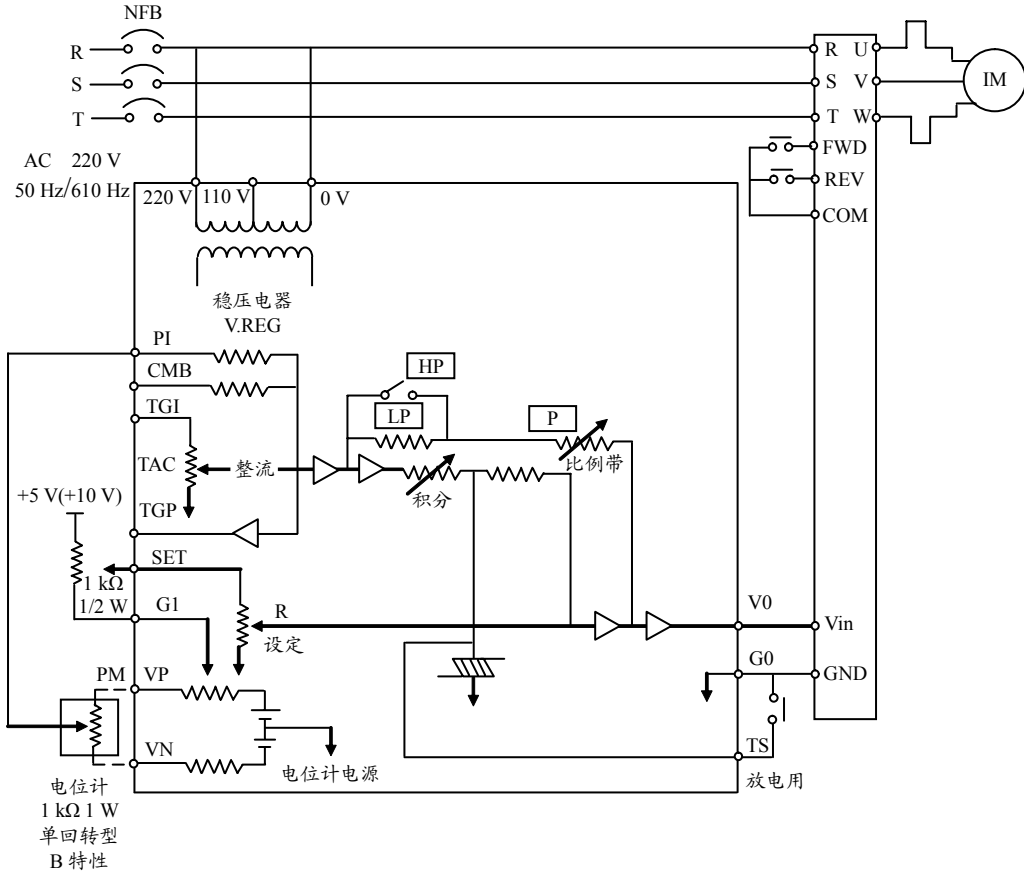 NFB
R
R U
S
S V
IM
T
T W
FWD
AC 220 V
50 Hz/610 Hz
REV
220 V 110 V 0 V
COM
稳压电器
V.REG
PI
CMB
HP
TGI
LP
P
TAC
整流
比例带
积分
+5 V(+10 V)
TGP
SET
1 kΩ
1/2 W
G1
R
设定
V0
Vin
G0
GND
PM
VP
VN
TS
电位计电源
放电用
电位计
1 kΩ 1 W
单回转型
B 特性